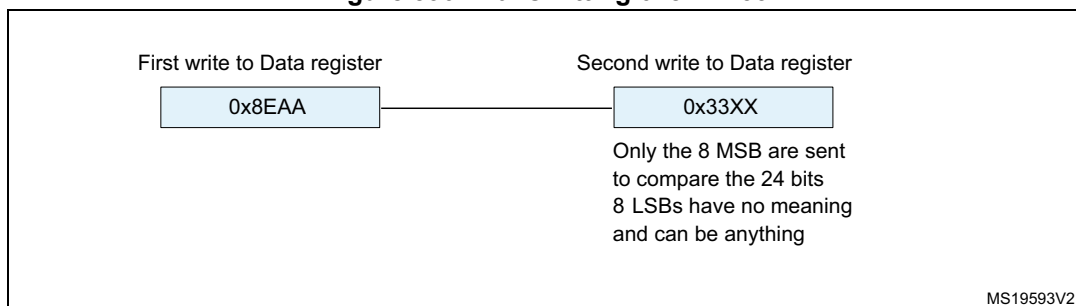 First write to Data register
Second write to Data register
0x8EAA
0x33XX
Only the 8 MSB are sent
to compare the 24 bits
8 LSBs have no meaning
and can be anything
MS19593V2